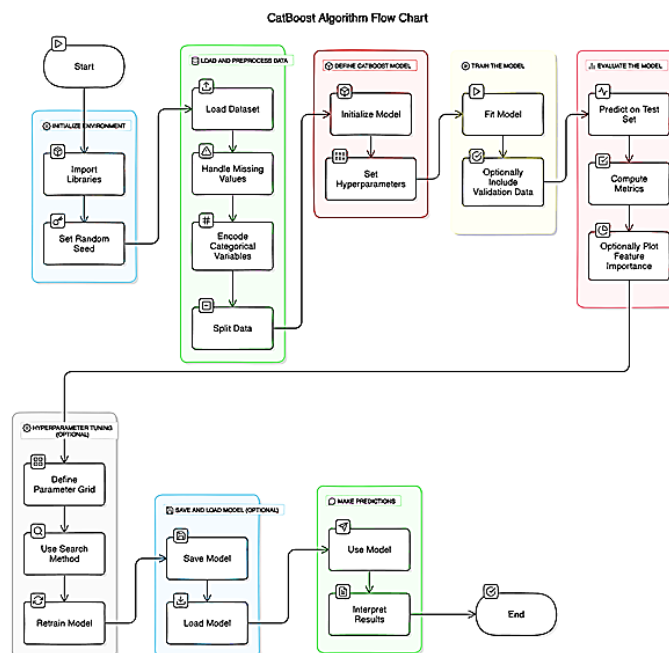 CatBoost Algorithm Flow Chart
Start
INITIALIZE ENVIRONMENT
Import
Libraries
Set Random
Seed
LOAD AND PREPROCESS DATA
Load Dataset
Handle Missing
Values
Encode
Categorical
Variables
Split Data
DEFINE CATBOOST MODEL
Initialize Model
Set
Hyperparameters
TRAIN THE MODEL
Fit Model
Optionally
Include
Validation Data
EVALUATE THE MODEL
Predict on Test
Set
Compute
Metrics
Optionally Plot
Feature
Importance
HYPERPARAMETER TUNING
(OPTIONAL)
Define
Parameter Grid
Use Search
Method
Retrain Model
SAVE AND LOAD MODEL (OPTIONAL)
Save Model
Load Model
MAKE PREDICTIONS
Use Model
Interpret
Results
End